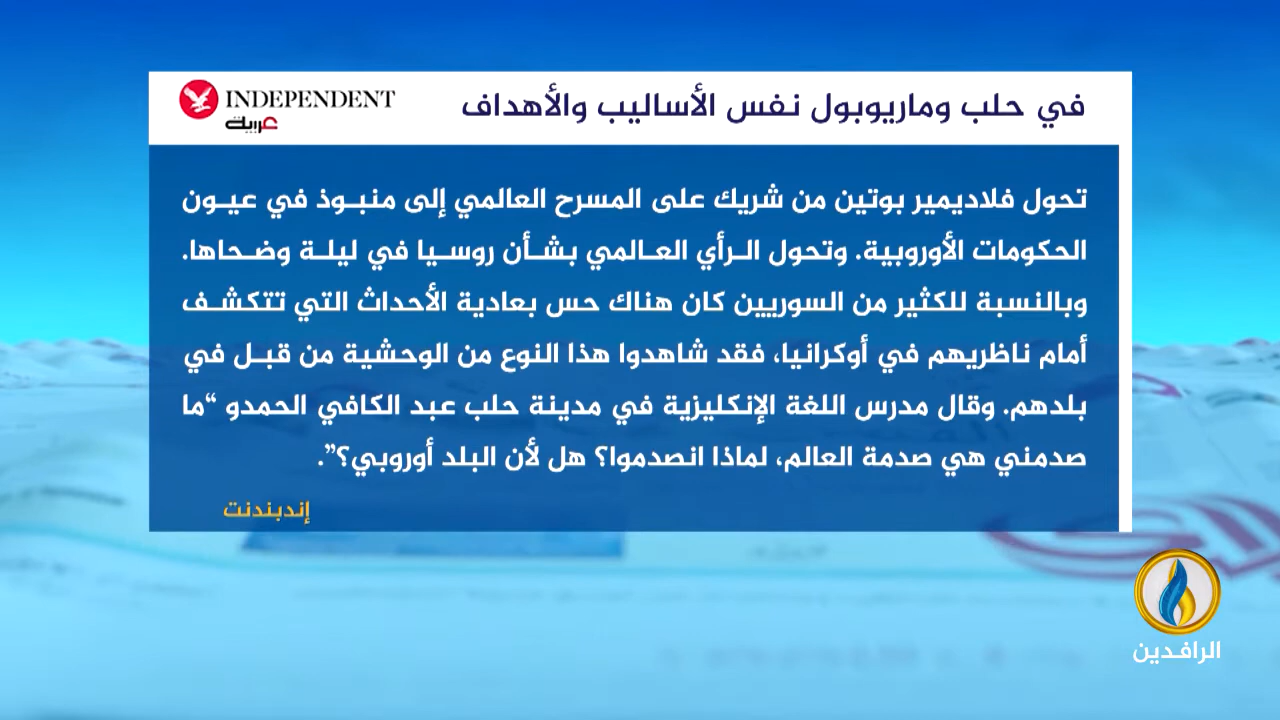 في حلب وماريوبول نفس الأساليب والأهداف
INDEPENDENT
عربية
تحول فلاديمير بوتين من شريك على المسرح العالمي إلى منبوذ في عيون
الحكومات الأوروبية. وتحول الرأي العالمي بشأن روسيا في ليلة وضحاها.
وبالنسبة للكثير من السوريين كان هناك حس بعادية الأحداث التي تتكشف
أمام ناظريهم في أوكرانيا، فقد شاهدوا هذا النوع من الوحشية من قبل في
بلدهم. وقال مدرس اللغة الإنكليزية في مدينة حلب عبد الكافي الحمدو “ما
صدمني هي صدمة العالم، لماذا انصدموا؟ هل لأن البلد أوروبي؟”.
إندبندنت
الرافدين